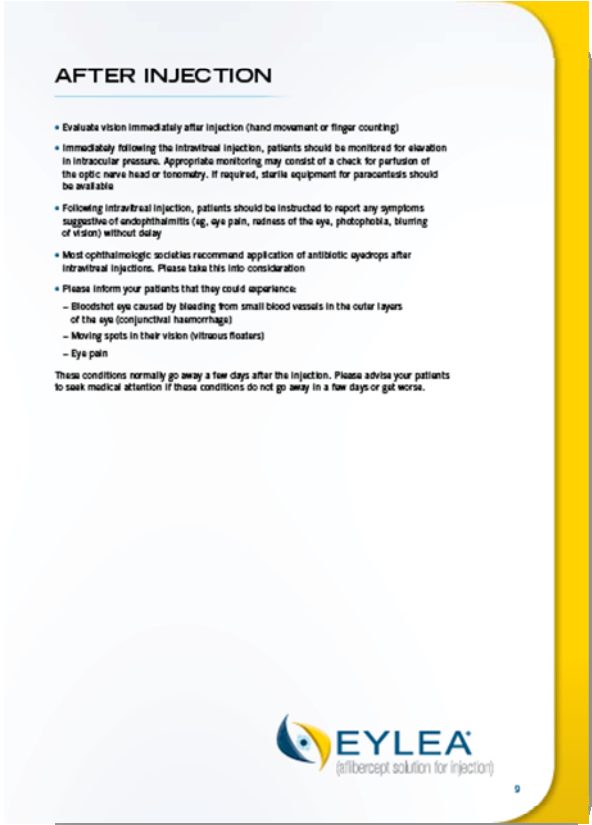 AFTER INJECTION
• Evaluate vision immediately after injection (hand movement or finger counting)
• Immediately following the intravitreal injection, patients should be monitored for elevation
in intraocular pressure. Appropriate monitoring may consist of a check for perfusion of
the optic nerve head or tonometry. If required, sterile equipment for paracentesis should
be available
• Following intravitreal injection, patients should be instructed to report any symptoms
suggestive of endophthalmitis (eg, eye pain, redness of the eye, photophobia, blurring
of vision) without delay
• Most ophthalmologic societies recommend application of antibiotic eyedrops after
intravitreal injections. Please take this into consideration
• Please inform your patients that they could experience:
– Bloodshot eye caused by bleeding from small blood vessels in the outer layers
of the eye (conjunctival haemorrhage)
– Moving spots in their vision (vitreous floaters)
– Eye pain
These conditions normally go away a few days after the injection. Please advise your patients
to seek medical attention if these conditions do not go away in a few days or get worse.
EYLEA
(aflibercept solution for injection)
9